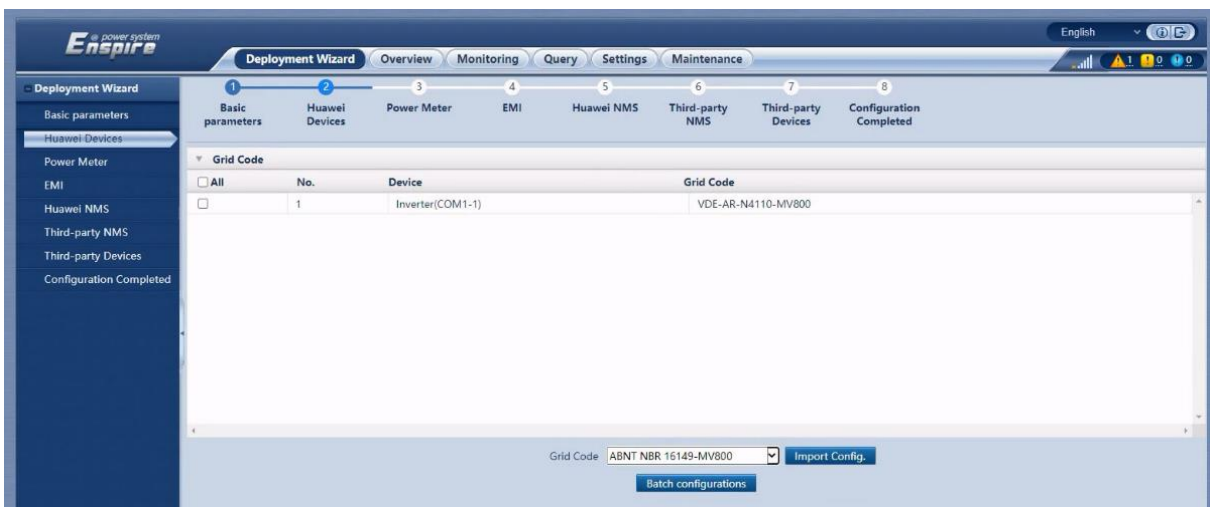 @ power system
Enspire
English
Deployment Wizard Overview Monitoring Query Settings Maintenance
1 0 0
Deployment Wizard
Basic parameters
Huawei Devices
Power Meter
EMI
Huawei NMS
Third-party NMS
Third-party Devices
Configuration Completed
1 2 3 4 5 6 7 8
Basic parameters Huawei Devices Power Meter EMI Huawei NMS Third-party NMS Third-party Devices Configuration Completed
Grid Code
All No. Device Grid Code
1 Inverter(COM1-1) VDE-AR-N4110-MV800
Grid Code ABNT NBR 16149-MV800 Import Config.
Batch configurations